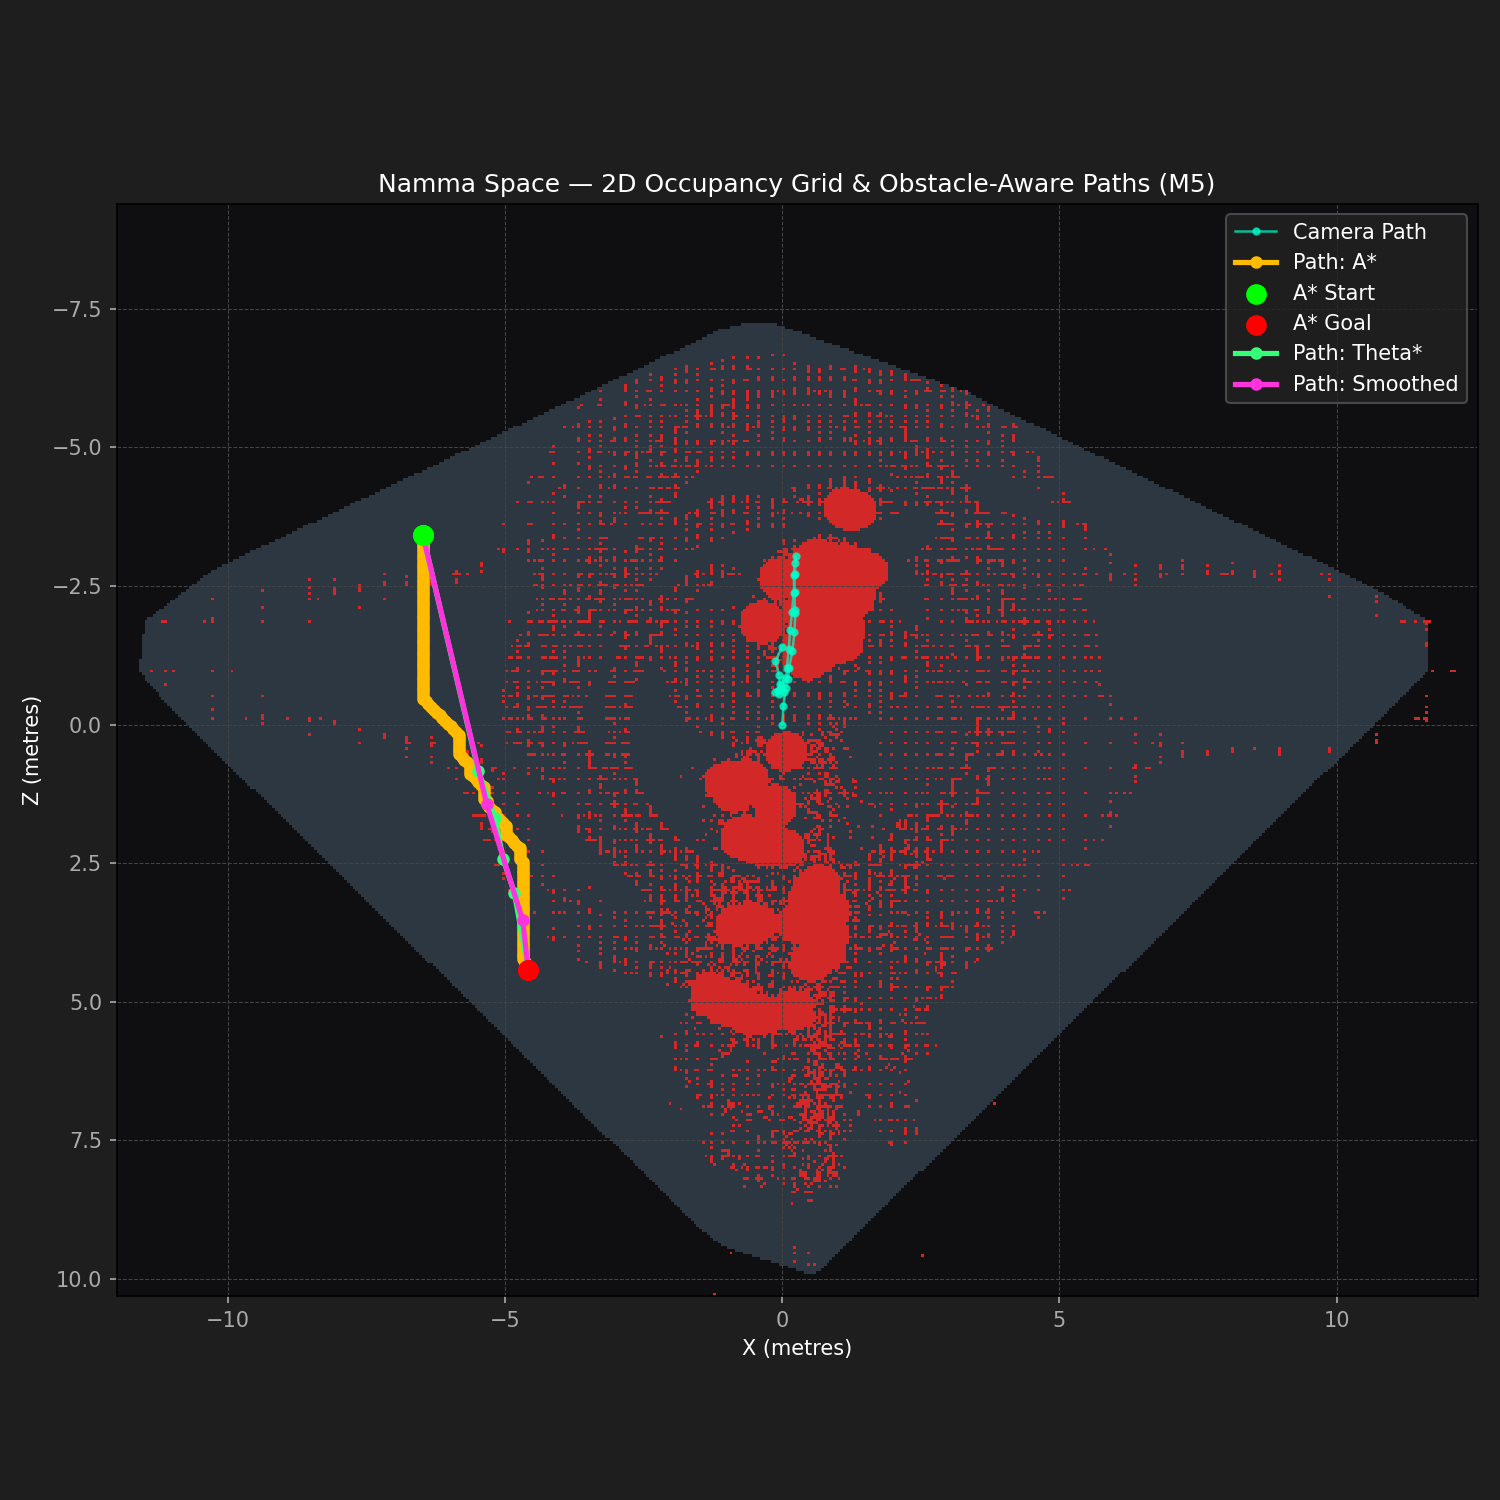 Namma Space — 2D Occupancy Grid & Obstacle-Aware Paths (M5)
Camera Path
Path: A*
A* Start
A* Goal
Path: Theta*
Path: Smoothed
−7.5
−5.0
−2.5
0.0
2.5
5.0
7.5
10.0
Z (metres)
−10
−5
0
5
10
X (metres)